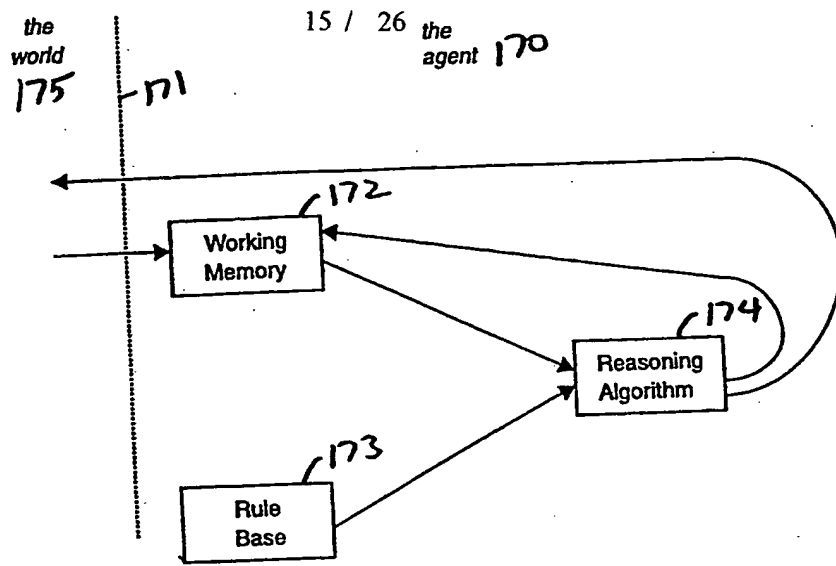 15 / 26
the
world
175
171
the
agent 170
172
Working
Memory
174
Reasoning
Algorithm
173
Rule
Base